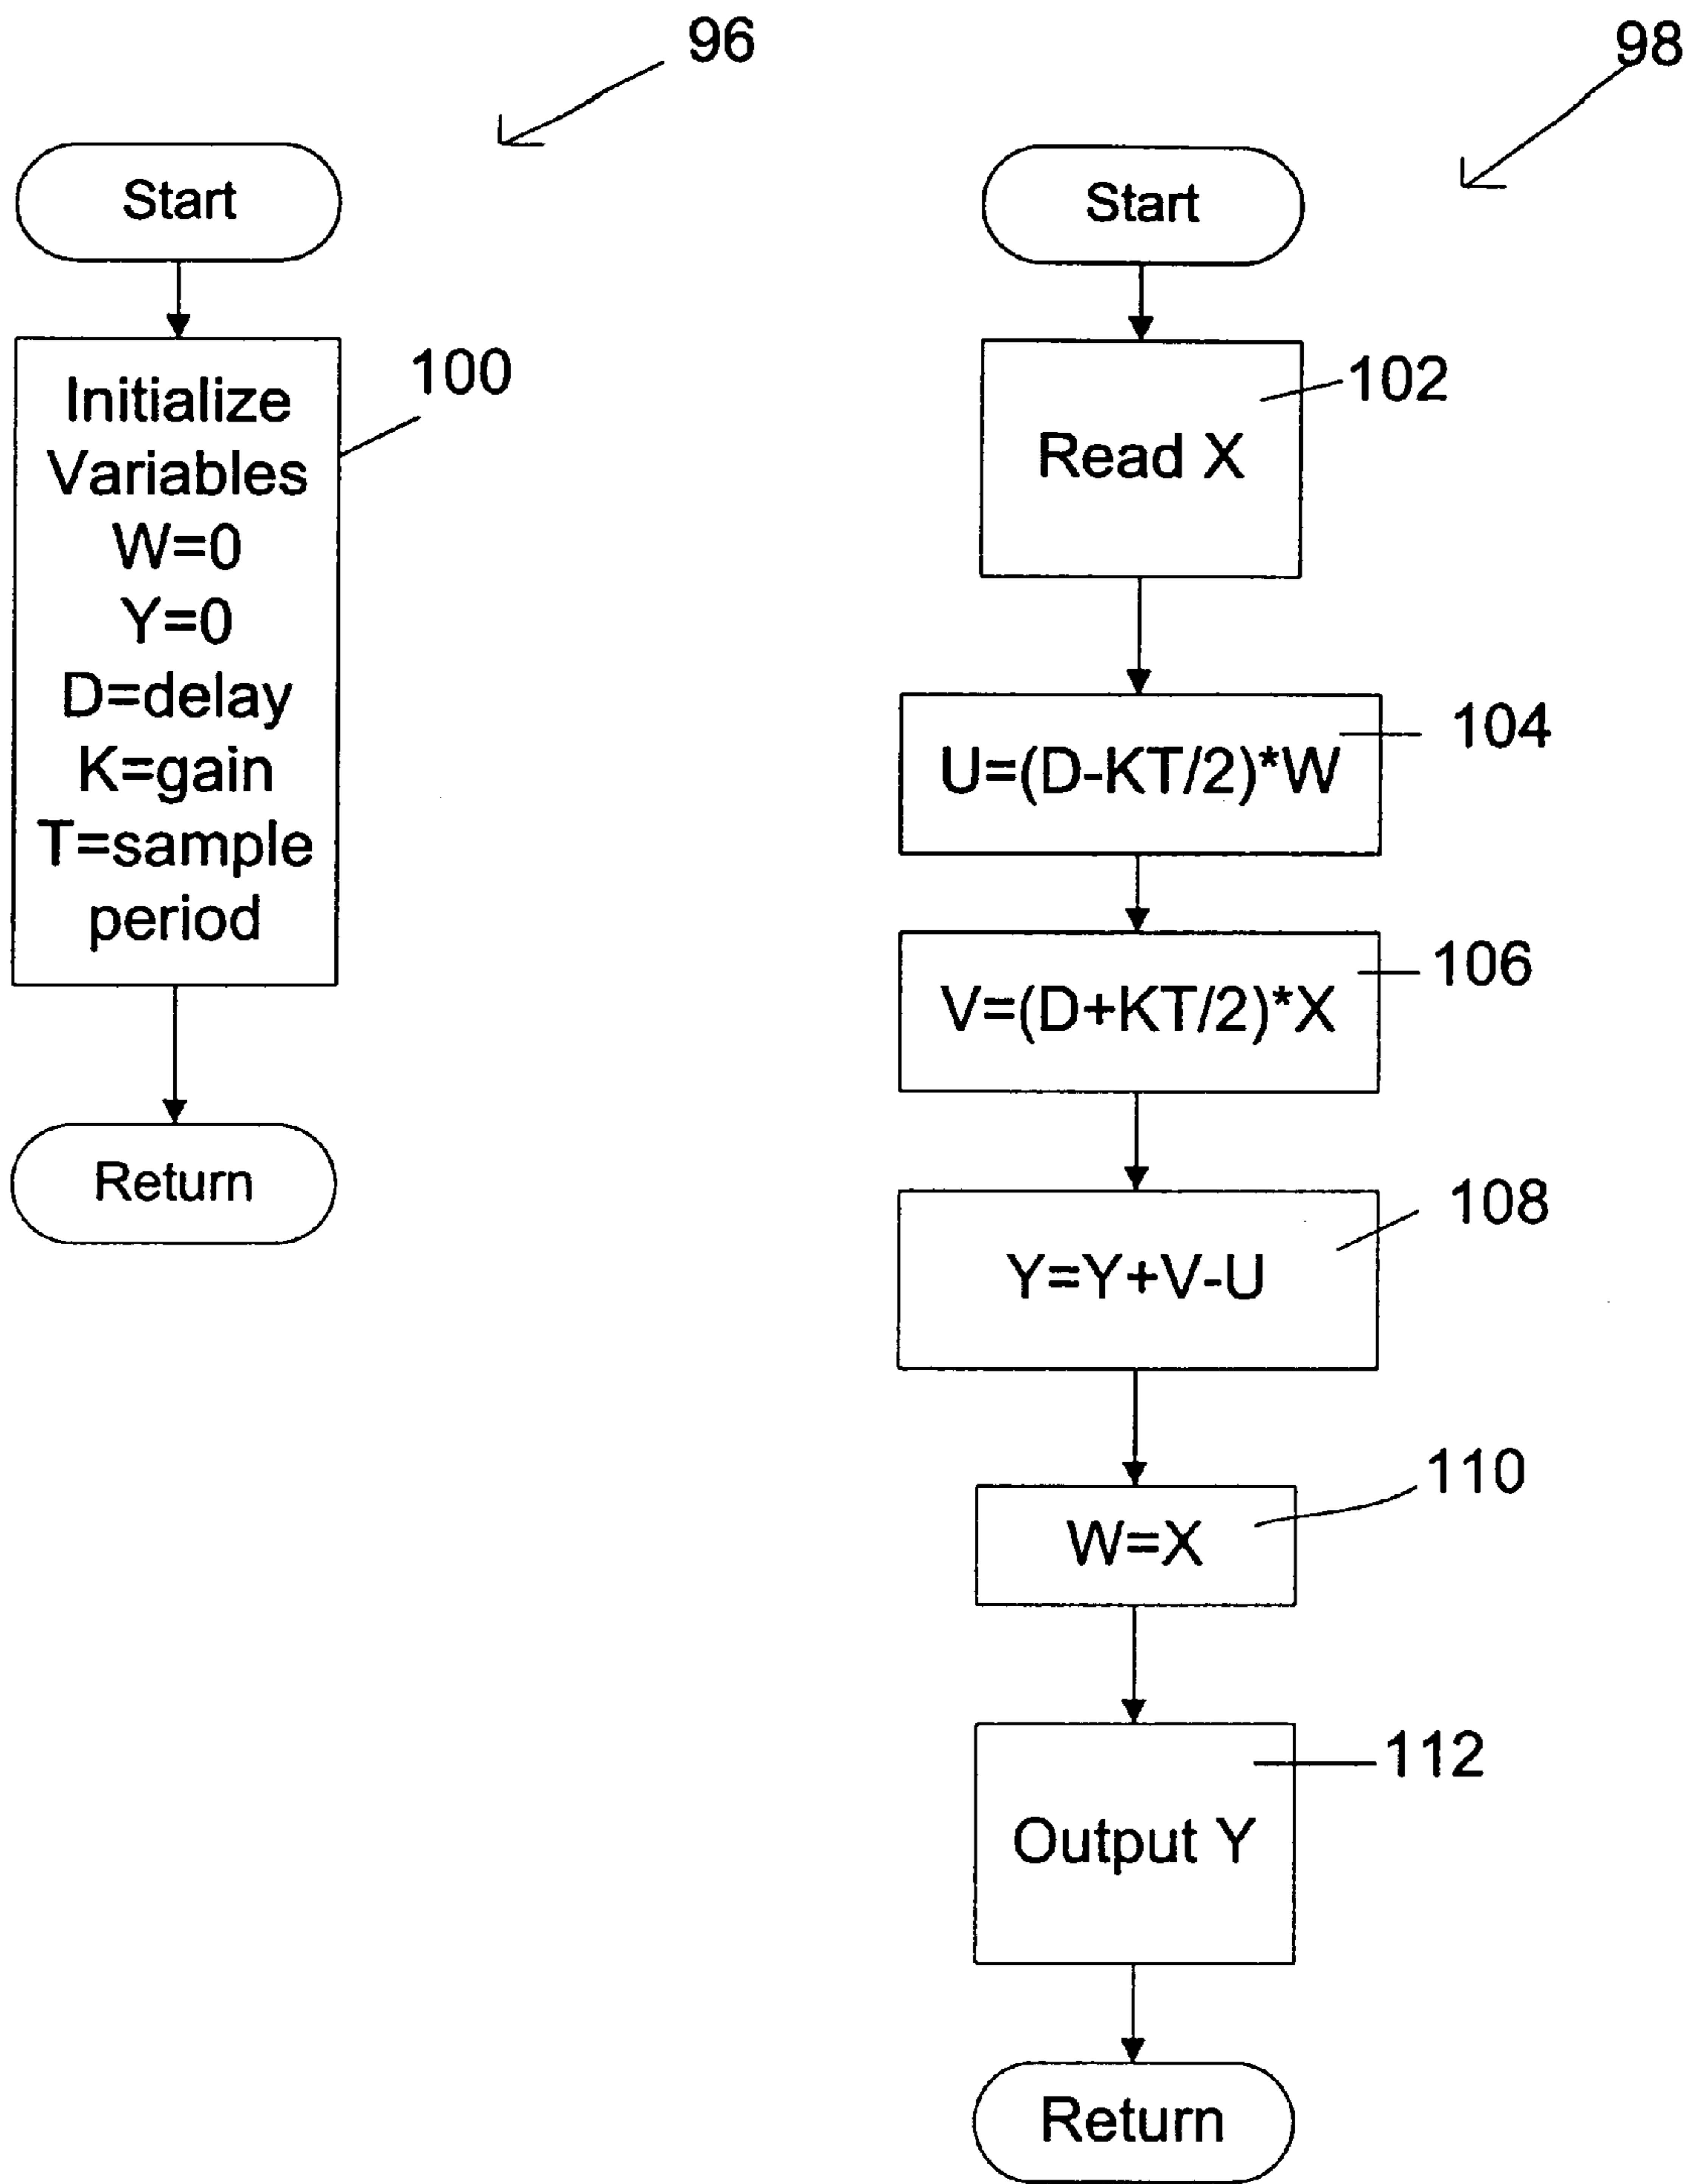 96
Start
100
Initialize
Variables
W=0
Y=0
D=delay
K=gain
T=sample
period
Return
98
Start
102
Read X
104
U=(D-KT/2)*W
106
V=(D+KT/2)*X
108
Y=Y+V-U
110
W=X
112
Output Y
Return